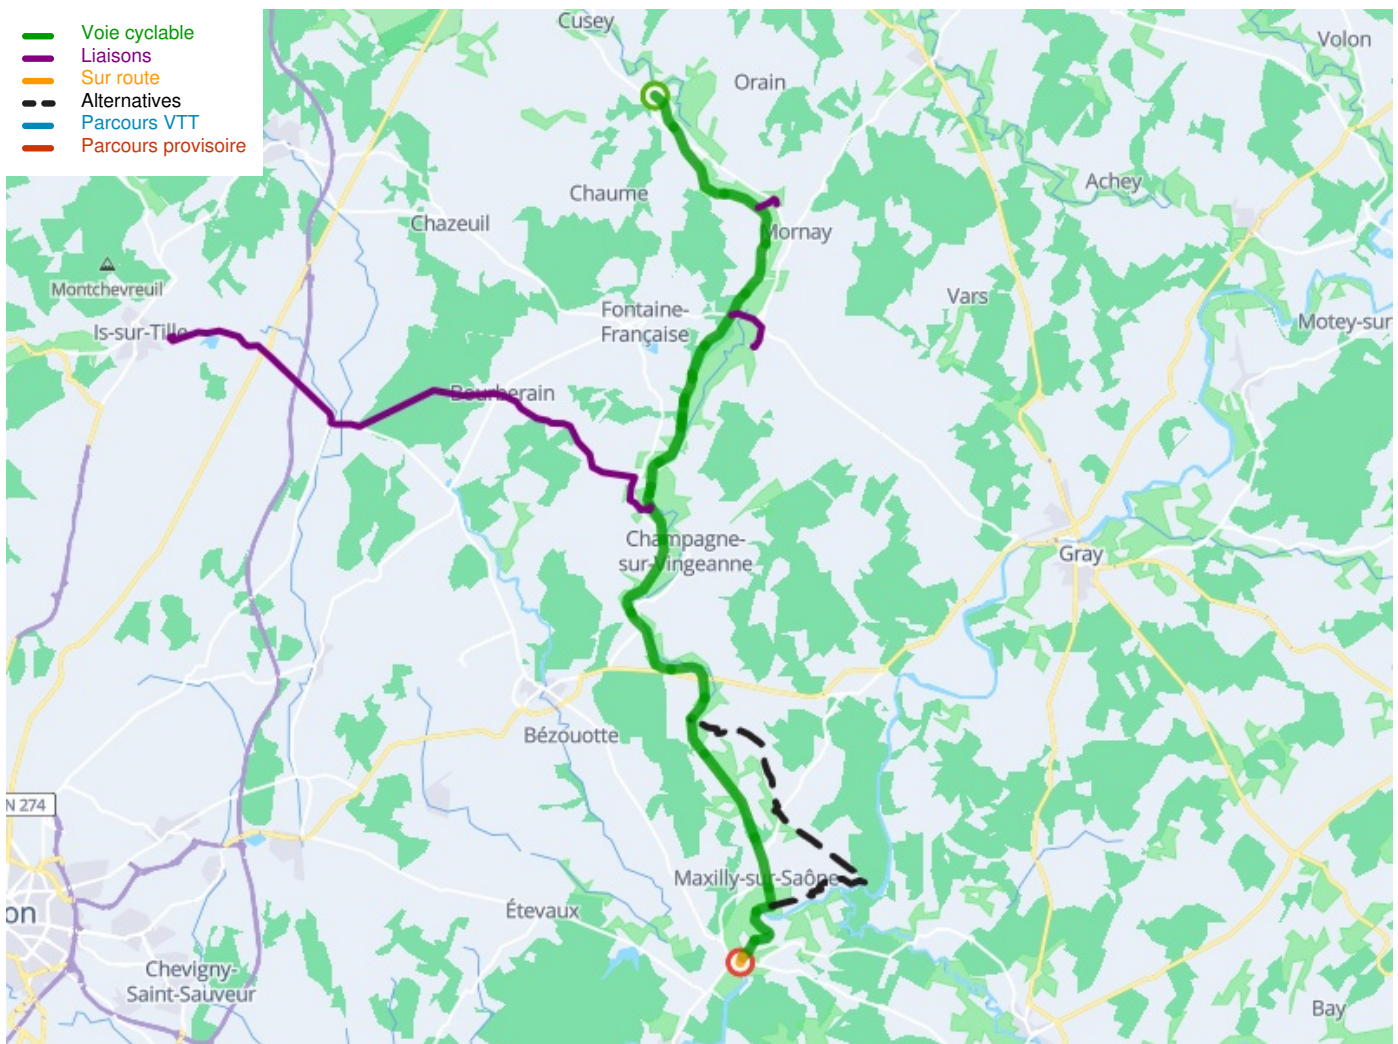 Voie cyclable
Liaisons
Sur route
Alternatives
Parcours VTT
Parcours provisoire
Cusey
Volon
Orain
Achey
Chaume
Chazeuil
Mornay
Montchevreuil
Vars
Fontaine-
Française
Motey-sur
Is-sur-Tille
Bourberain
Champagne-
sur-Vingeanne
Gray
Bézouotte
N 274
Maxilly-sur-Saône
on
Étevaux
Chevigny-
Saint-Sauveur
Bay